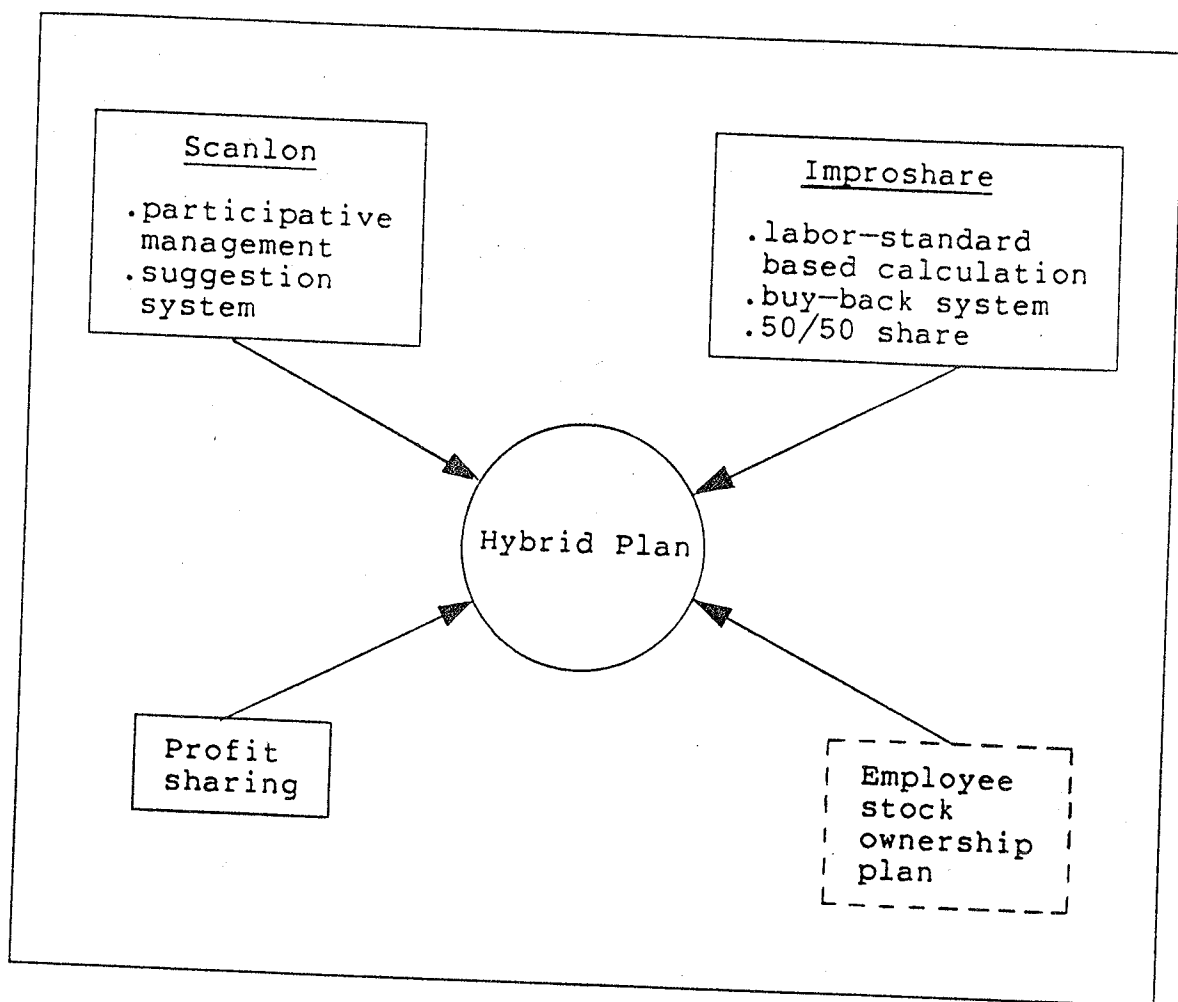 Scanlon
.participative
management
.suggestion
system
Improshare
.labor—standard
based calculation
.buy—back system
.50/50 share
Hybrid Plan
Profit
sharing
Employee
stock
ownership
plan